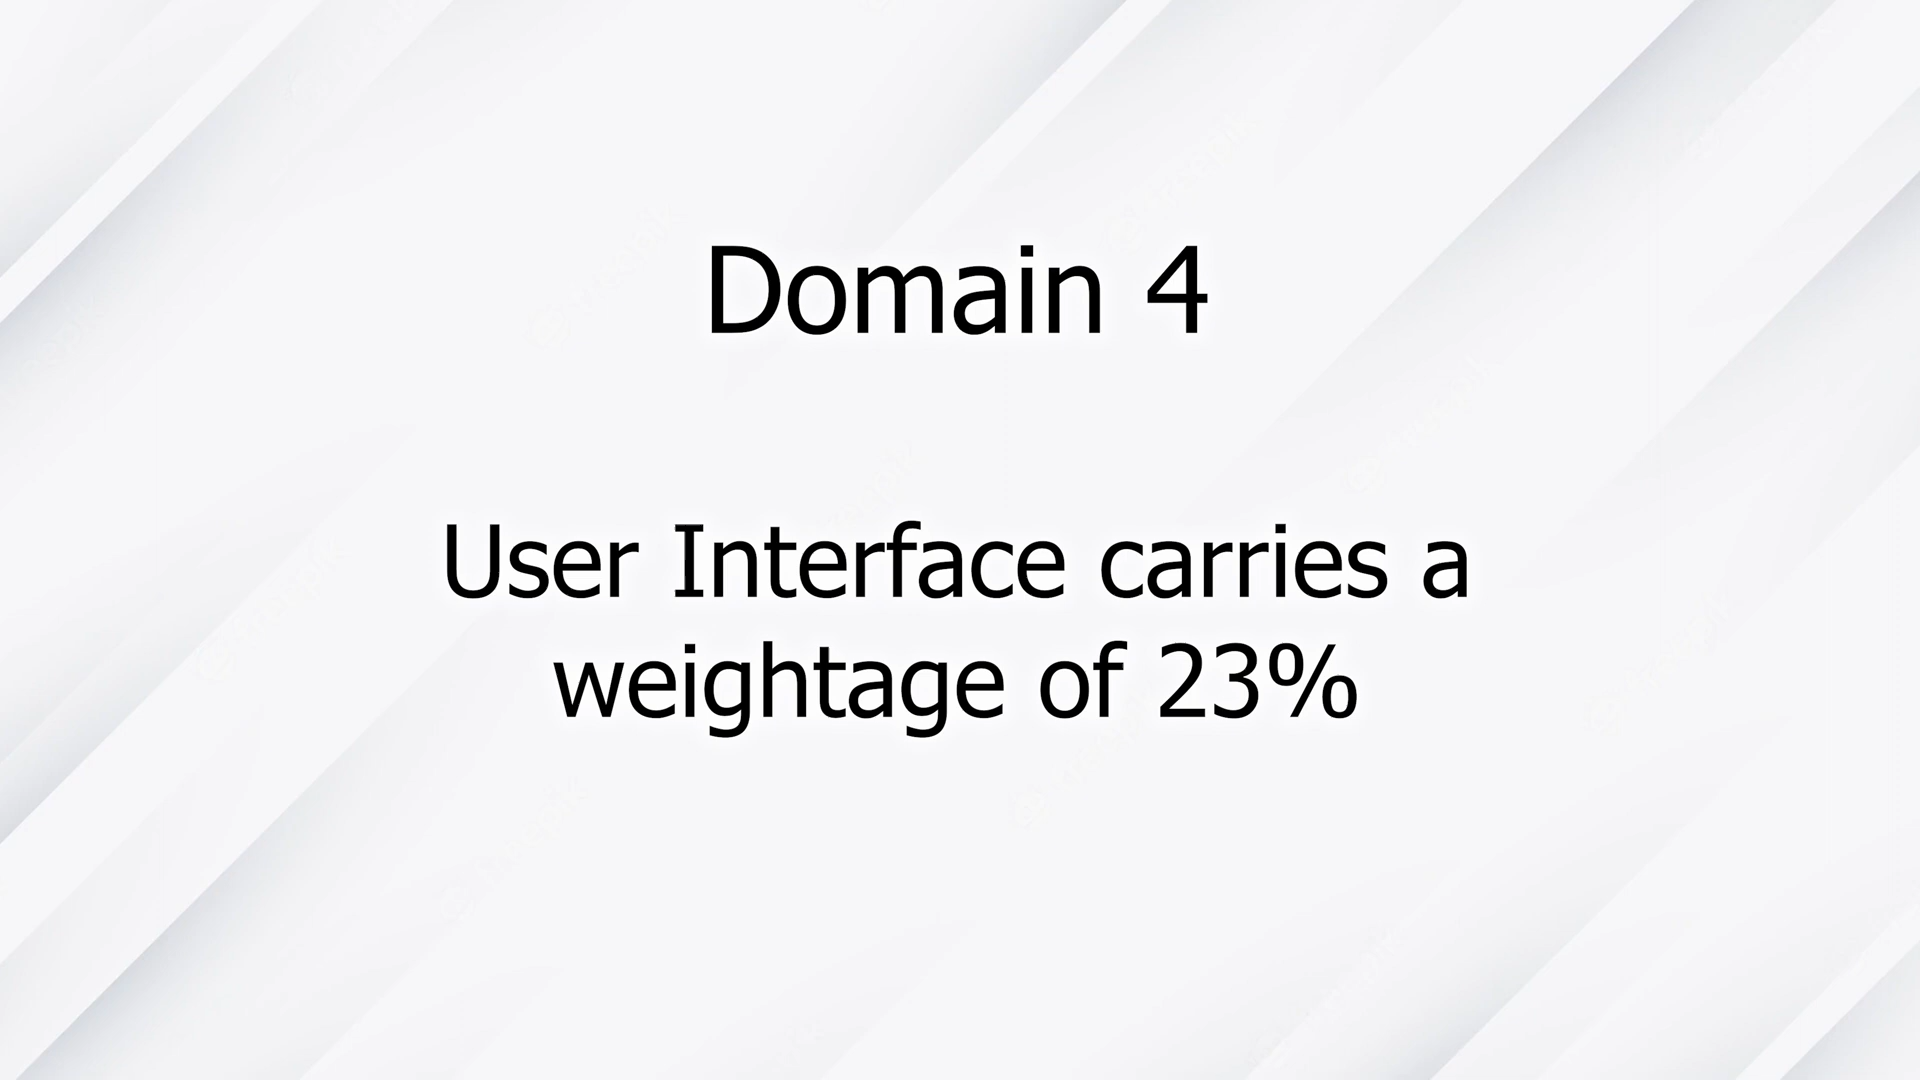 Domain 4
User Interface carries a
weightage of 23%